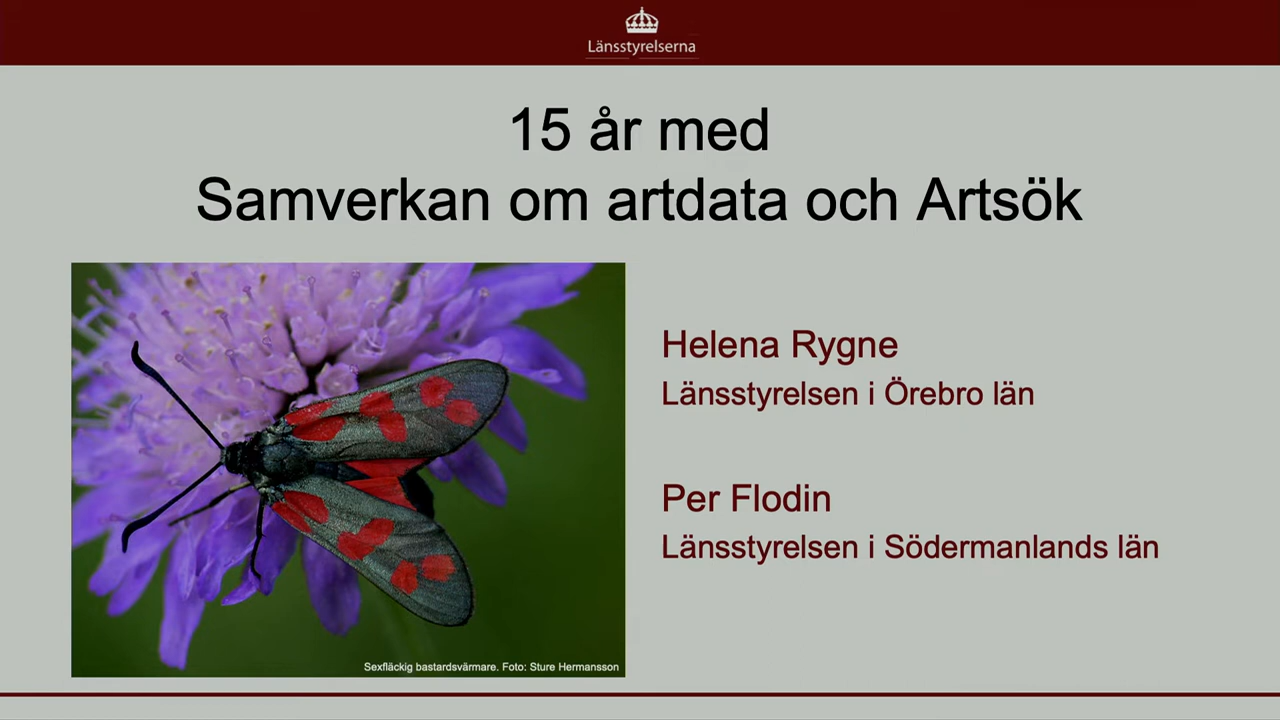 Länsstyrelserna
15 år med
Samverkan om artdata och Artsök
Helena Rygne
Länsstyrelsen i Örebro län
Per Flodin
Länsstyrelsen i Södermanlands län
Sexfläckig bastardsvärmare. Foto: Sture Hermansson